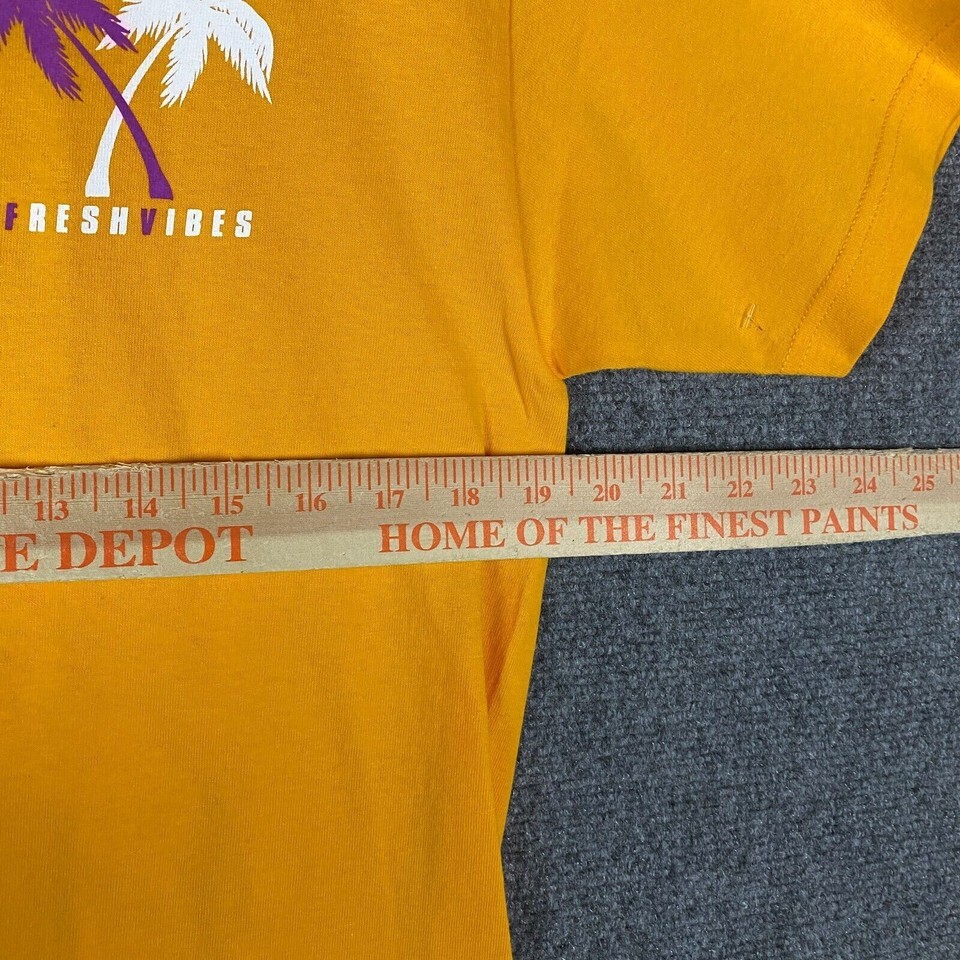 FRESHVIBES
13 14 15 16 17 18 19 20 21 22 23 24 25
E DEPOT HOME OF THE FINEST PAINTS